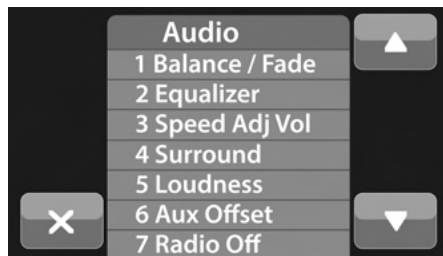 Audio
1 Balance / Fade
2 Equalizer
3 Speed Adj Vol
4 Surround
5 Loudness
6 Aux Offset
7 Radio Off